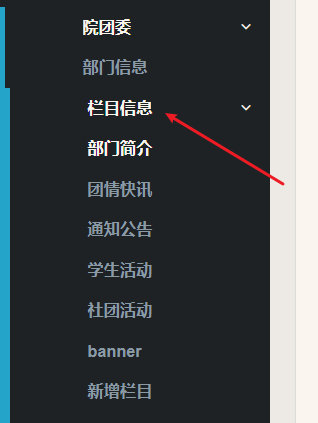 院团委
部门信息
栏目信息
部门简介
团情快讯
通知公告
学生活动
社团活动
banner
新增栏目